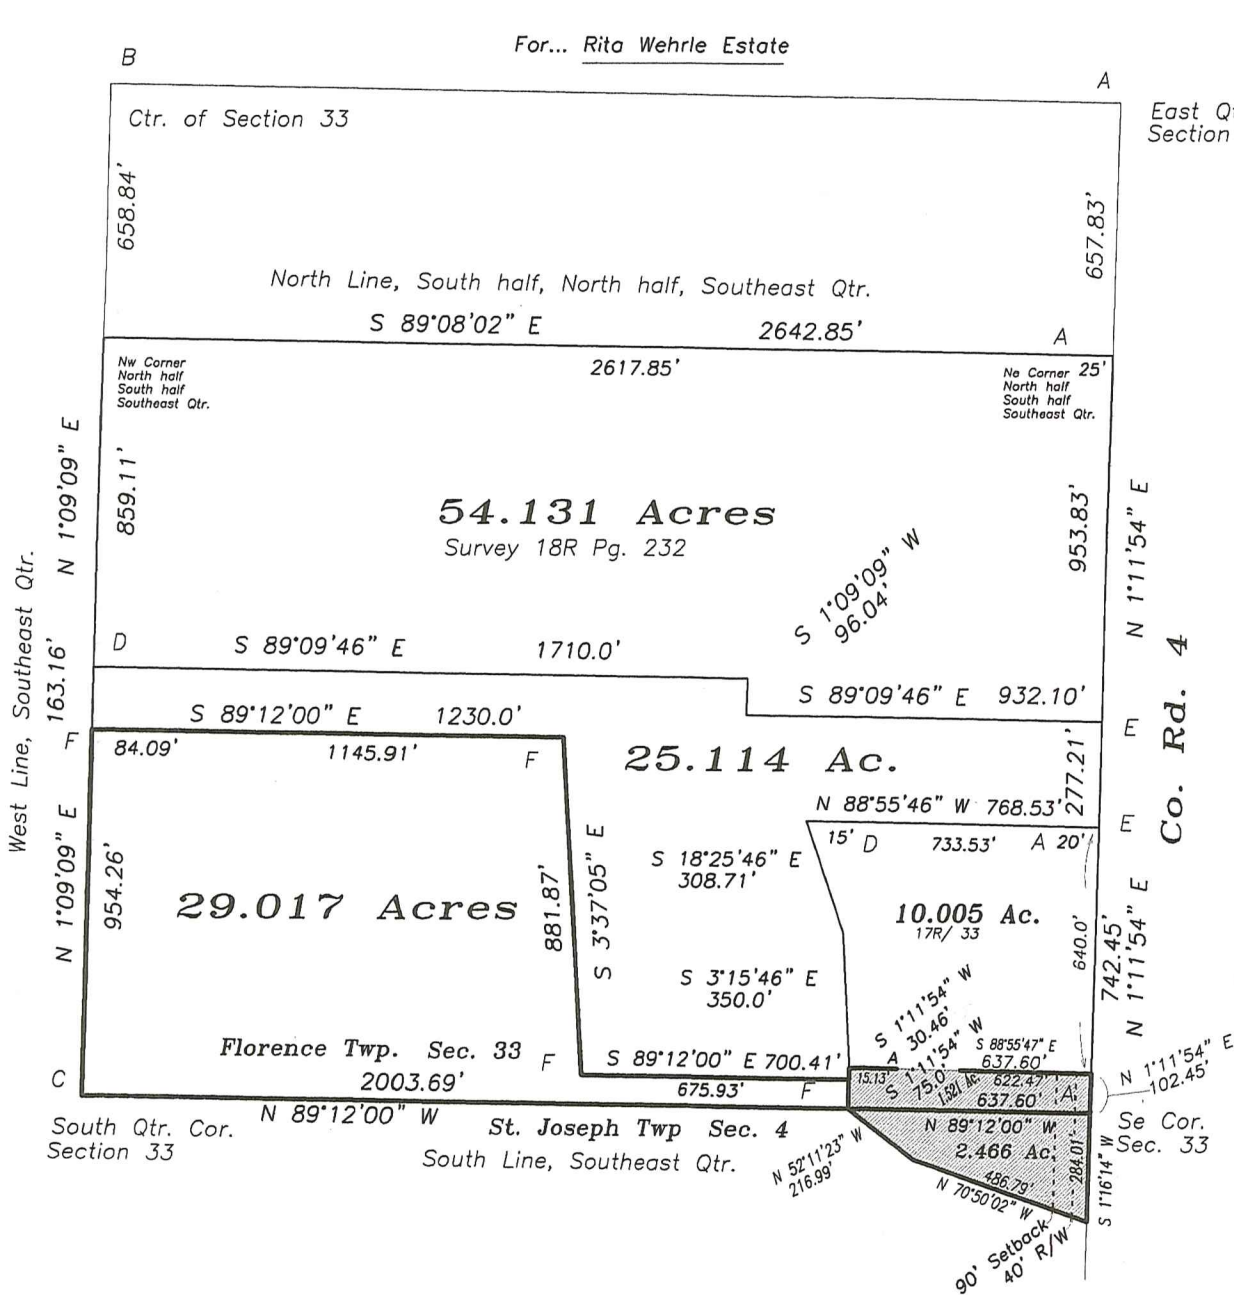 For... Rita Wehrle Estate
B
A
Ctr. of Section 33
East Q
Section
658.84'
657.83'
North Line, South half, North half, Southeast Qtr.
S 89°08'02" E 2642.85'
A
2617.85'
25'
Nw Corner
North half
South half
Southeast Qtr.
Ne Corner
North half
South half
Southeast Qtr.
N 1°09'09" E
859.11'
54.131 Acres
Survey 18R Pg. 232
953.83'
N 1°11'54" E
S 1°09'09" W
96.04'
West Line, Southeast Qtr.
163.16'
D
S 89°09'46" E 1710.0'
S 89°09'46" E 932.10'
Co. Rd. 4
S 89°12'00" E 1230.0'
F
84.09'
1145.91'
F
25.114 Ac.
277.21'
E
N 88°55'46" W 768.53'
E
15'
D
733.53'
A
20'
S 18°25'46" E
308.71'
N 1°09'09" E
954.26'
29.017 Acres
881.87'
S 3°37'05" E
10.005 Ac.
17R/ 33
640.0'
742.45'
N 1°11'54" E
S 3°15'46" E
350.0'
S 1°11'54" W
30.46'
S 1°11'54" W
75.0'
Florence Twp. Sec. 33
F
S 89°12'00" E 700.41'
A
S 88°55'47" E
637.60'
N 1°11'54" E
102.45'
C
2003.69'
675.93'
F
15.13'
1.521 Ac.
622.47'
637.60'
A
N 89°12'00" W
South Qtr. Cor.
Section 33
St. Joseph Twp Sec. 4
South Line, Southeast Qtr.
N 89°12'00" W
Se Cor.
Sec. 33
2.466 Ac.
284.01'
S 1°16'14" W
N 52°11'23" W
216.99'
486.79'
N 70°50'02" W
90' Setback
40' R/W